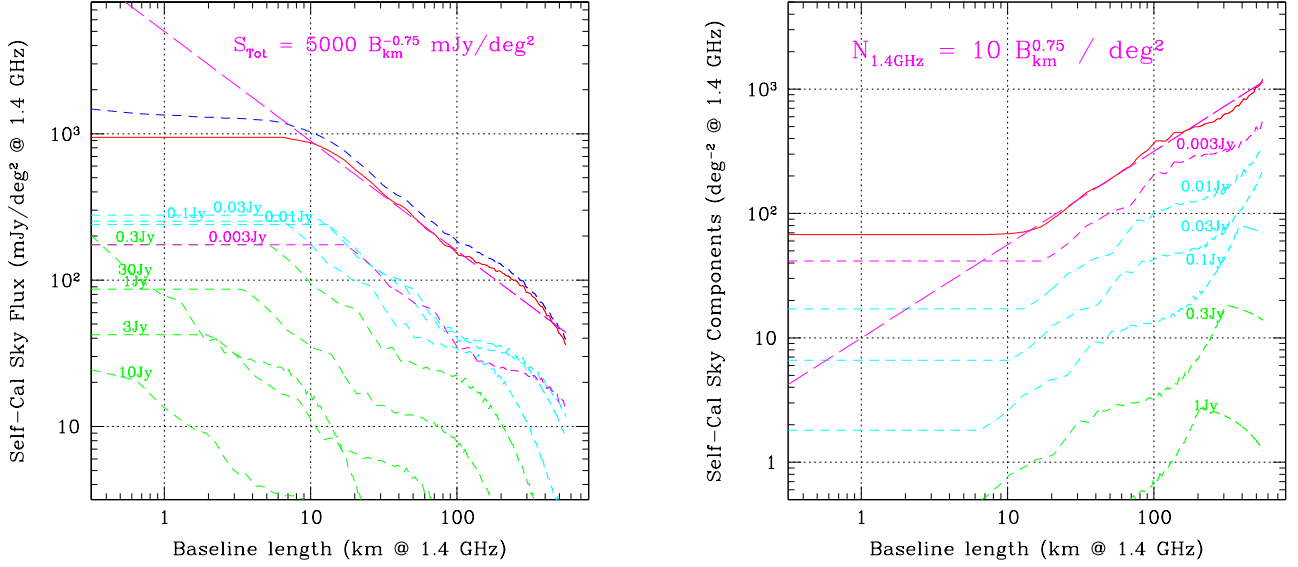 S_Tot = 5000 B_km^-0.75 mJy/deg²
Self-Cal Sky Flux (mJy/deg² @ 1.4 GHz)
10³
10²
10
0.1Jy
0.03Jy
0.01Jy
0.3Jy
0.003Jy
30Jy
1Jy
3Jy
10Jy
1
10
100
Baseline length (km @ 1.4 GHz)
N_1.4GHz = 10 B_km^0.75 / deg²
Self-Cal Sky Components (deg⁻² @ 1.4 GHz)
10³
10²
10
1
0.003Jy
0.01Jy
0.03Jy
0.1Jy
0.3Jy
1Jy
1
10
100
Baseline length (km @ 1.4 GHz)